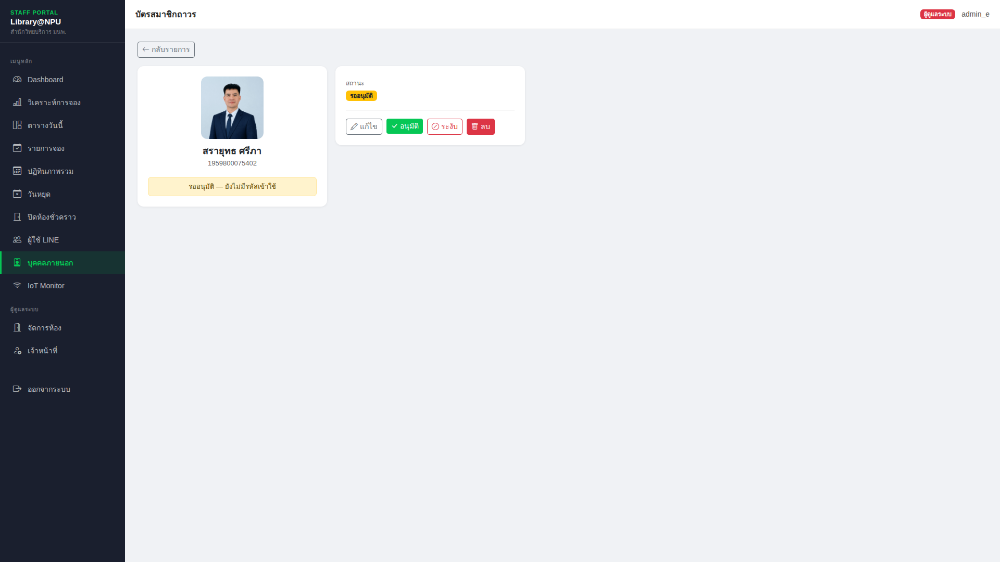 STAFF PORTAL
Library@NPU
สำนักวิทยบริการ มนพ.
เมนูหลัก
Dashboard
วิเคราะห์การจอง
ตารางวันนี้
รายการจอง
ปฏิทินภาพรวม
วันหยุด
ปิดห้องชั่วคราว
ผู้ใช้ LINE
บุคคลภายนอก
IoT Monitor
ผู้ดูแลระบบ
จัดการห้อง
เจ้าหน้าที่
ออกจากระบบ
บัตรสมาชิกถาวร
ผู้ดูแลระบบ admin_e
← กลับรายการ
สรายุทธ ศรีภา
1959800075402
รออนุมัติ — ยังไม่มีรหัสเข้าใช้
สถานะ
รออนุมัติ
แก้ไข อนุมัติ ระงับ ลบ